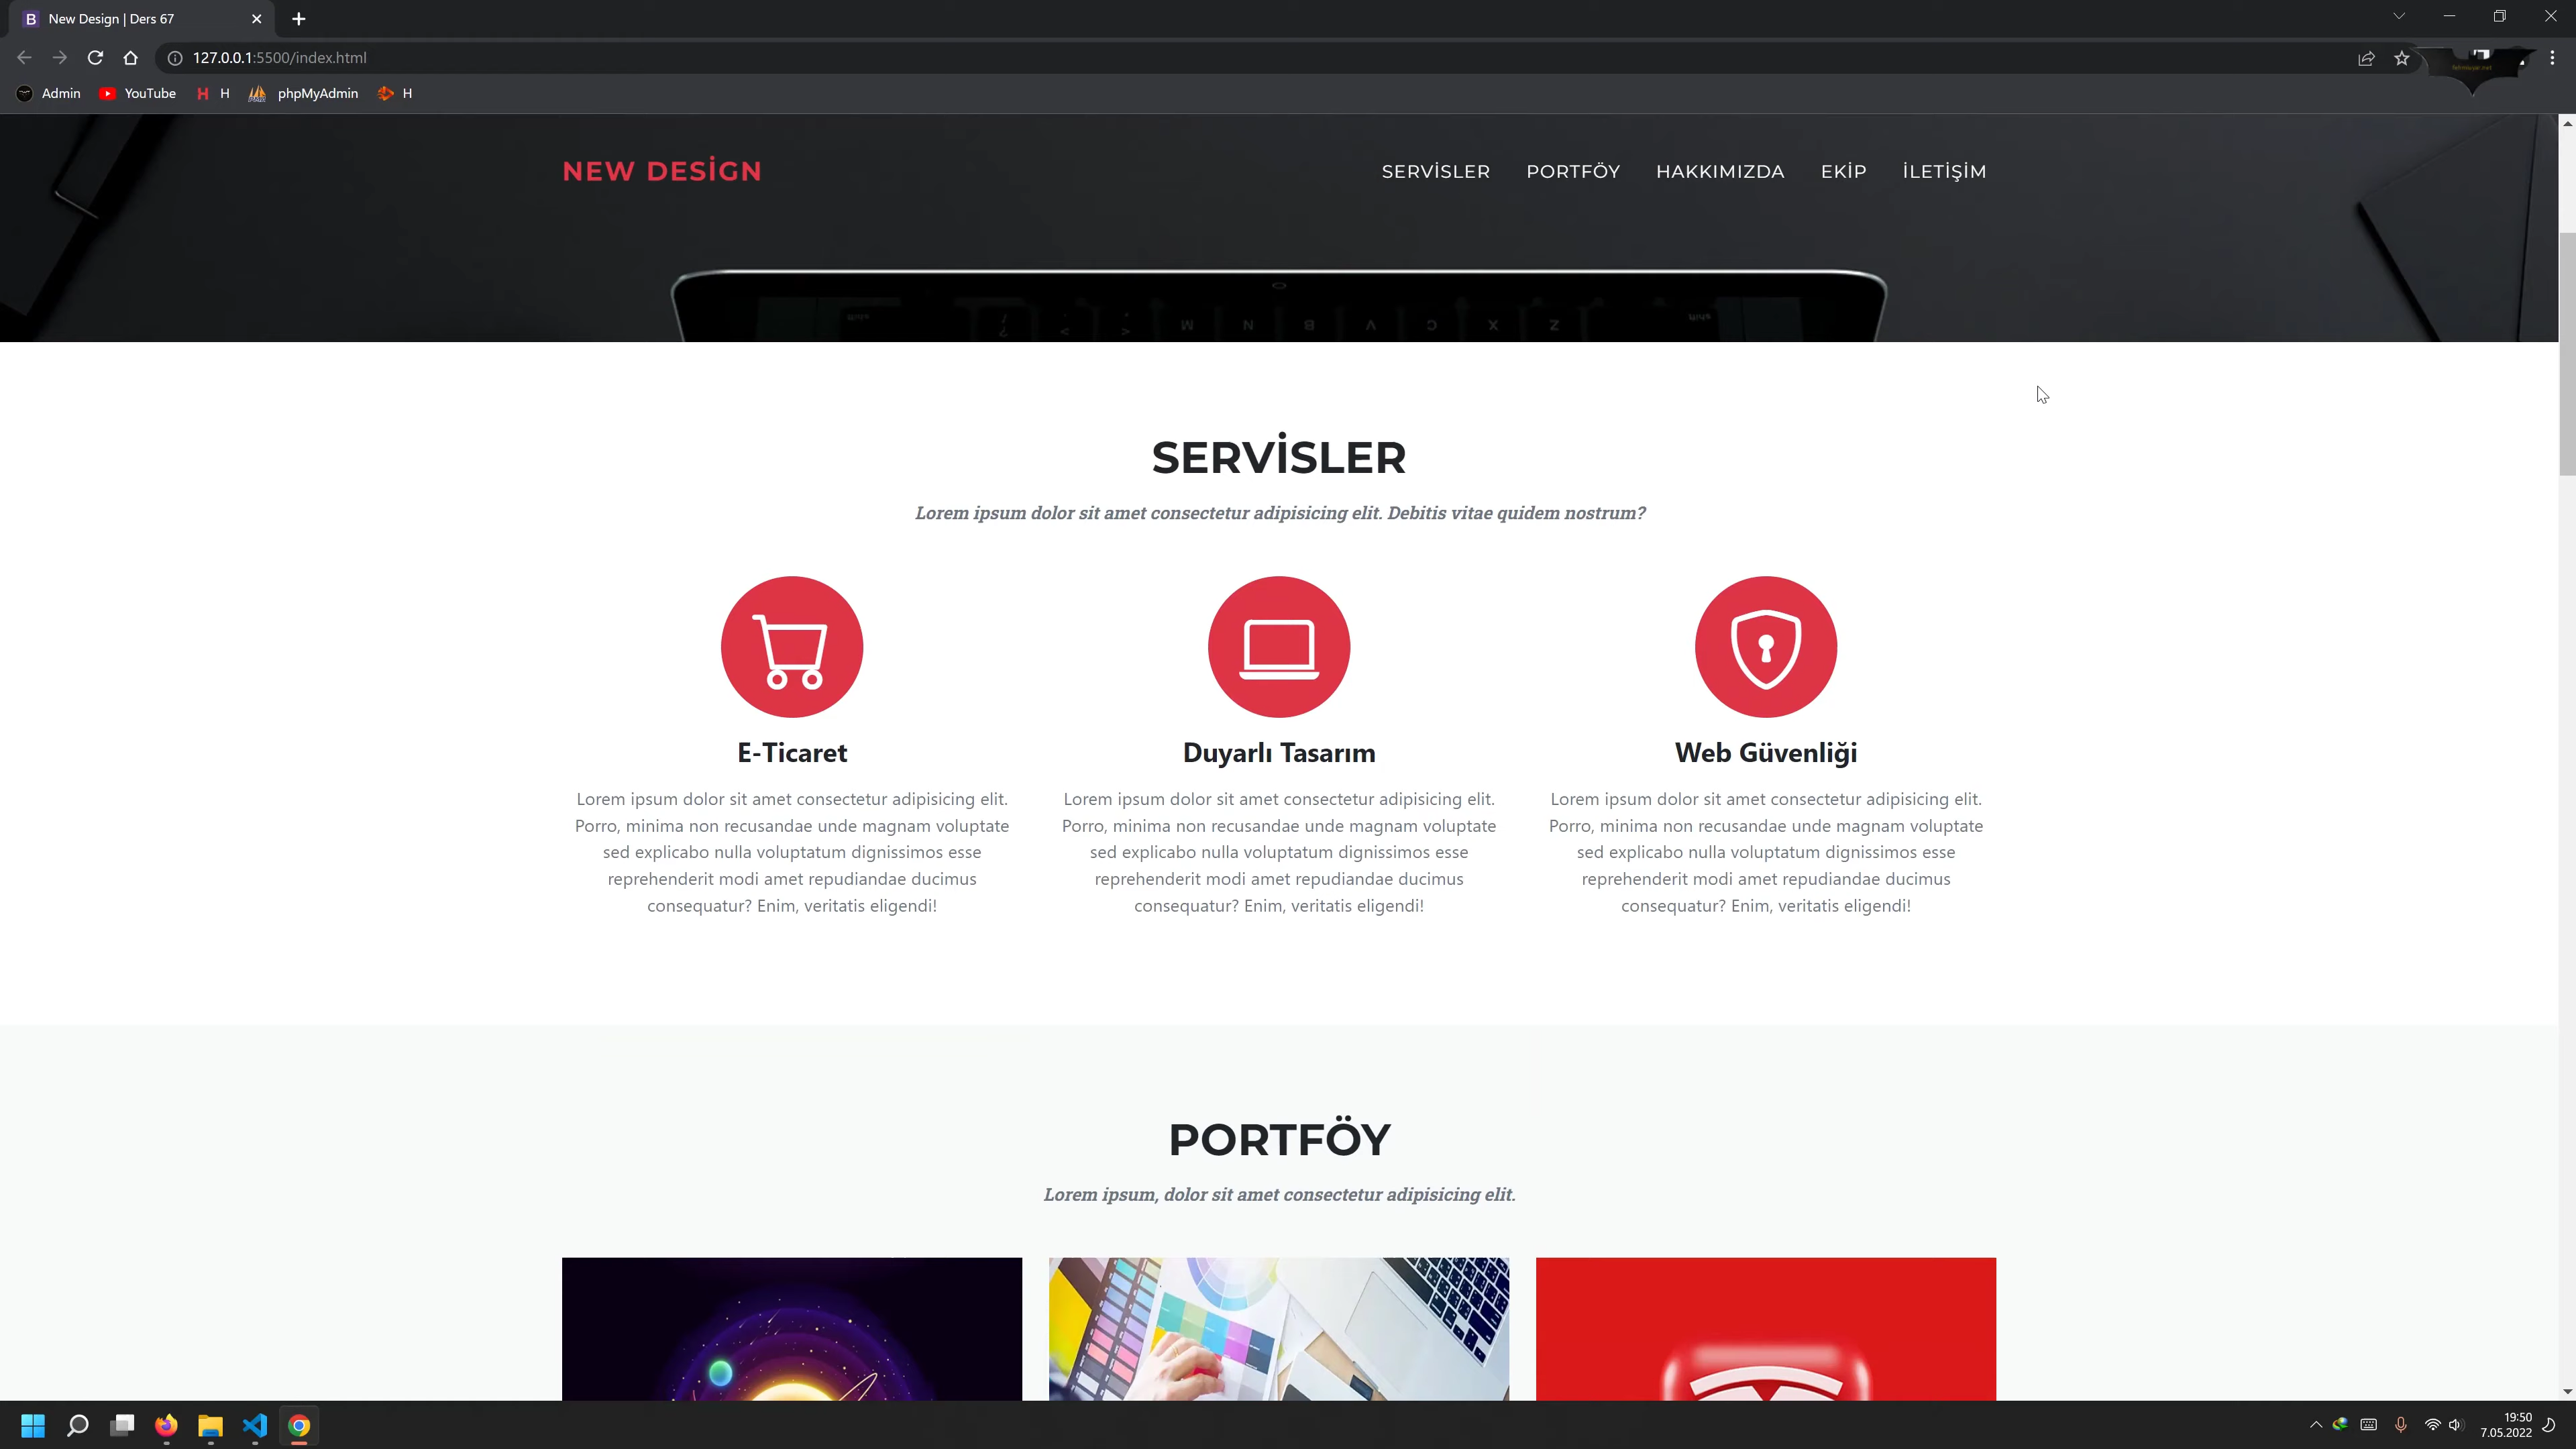 New Design | Ders 67
127.0.0.1:5500/index.html
Admin YouTube H H phpMyAdmin H
NEW DESİGN SERVİSLER PORTFÖY HAKKIMIZDA EKİP İLETİŞİM
SERVİSLER
Lorem ipsum dolor sit amet consectetur adipisicing elit. Debitis vitae quidem nostrum?
E-Ticaret
Lorem ipsum dolor sit amet consectetur adipisicing elit.
Porro, minima non recusandae unde magnam voluptate
sed explicabo nulla voluptatum dignissimos esse
reprehenderit modi amet repudiandae ducimus
consequatur? Enim, veritatis eligendi!
Duyarlı Tasarım
Lorem ipsum dolor sit amet consectetur adipisicing elit.
Porro, minima non recusandae unde magnam voluptate
sed explicabo nulla voluptatum dignissimos esse
reprehenderit modi amet repudiandae ducimus
consequatur? Enim, veritatis eligendi!
Web Güvenliği
Lorem ipsum dolor sit amet consectetur adipisicing elit.
Porro, minima non recusandae unde magnam voluptate
sed explicabo nulla voluptatum dignissimos esse
reprehenderit modi amet repudiandae ducimus
consequatur? Enim, veritatis eligendi!
PORTFÖY
Lorem ipsum, dolor sit amet consectetur adipisicing elit.
19:50
7.05.2022